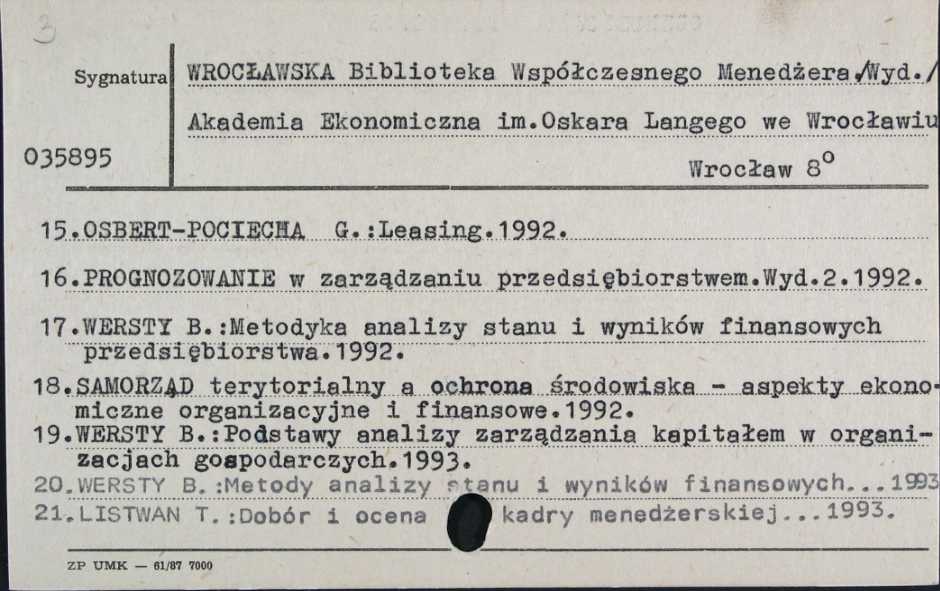 3
Sygnatura
WROCŁAWSKA Biblioteka Współczesnego Menedżera./Wyd./
Akademia Ekonomiczna im.Oskara Langego we Wrocławiu
035895
Wrocław 8°
15.OSBERT-POCIECHA G.:Leasing.1992.
16.PROGNOZOWANIE w zarządzaniu przedsiębiorstwem.Wyd.2.1992.
17.WERSTY B.:Metodyka analizy stanu i wyników finansowych
przedsiębiorstwa.1992.
18.SAMORZĄD terytorialny a ochrona środowiska - aspekty ekono-
miczne organizacyjne i finansowe.1992.
19.WERSTY B.:Podstawy analizy zarządzania kapitałem w organi-
zacjach gospodarczych.1993.
20.WERSTY B.:Metody analizy stanu i wyników finansowych...1993
21.LISTWAN T.:Dobór i ocena kadry menedżerskiej...1993.
ZP UMK — 61/87 7000